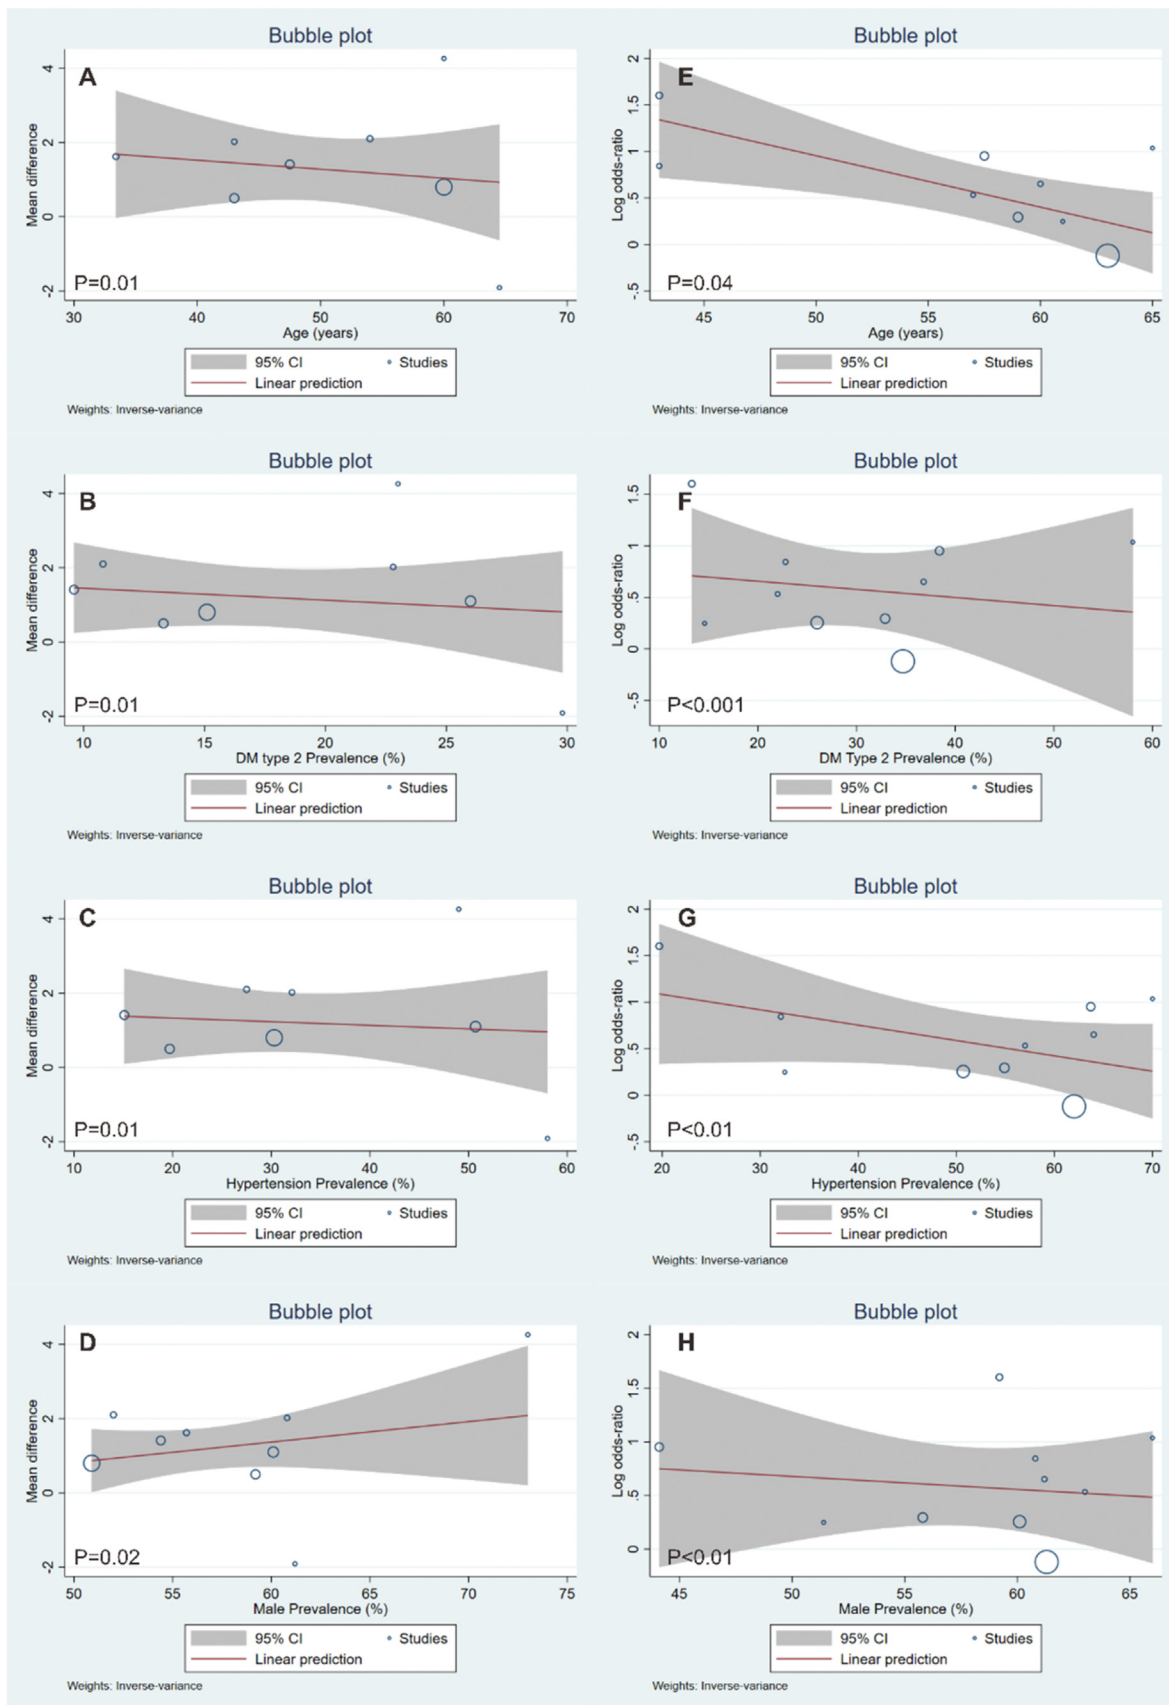 Bubble plot
A
Mean difference
4
2
0
-2
P=0.01
30 40 50 60 70
Age (years)
95% CI Studies
Linear prediction
Weights: Inverse-variance
Bubble plot
E
Log odds-ratio
2
1.5
1
.5
0
-.5
P=0.04
45 50 55 60 65
Age (years)
95% CI Studies
Linear prediction
Weights: Inverse-variance
Bubble plot
B
Mean difference
4
2
0
-2
P=0.01
10 15 20 25 30
DM type 2 Prevalence (%)
95% CI Studies
Linear prediction
Weights: Inverse-variance
Bubble plot
F
Log odds-ratio
1.5
1
.5
0
-.5
P<0.001
10 20 30 40 50 60
DM Type 2 Prevalence (%)
95% CI Studies
Linear prediction
Weights: Inverse-variance
Bubble plot
C
Mean difference
4
2
0
-2
P=0.01
10 20 30 40 50 60
Hypertension Prevalence (%)
95% CI Studies
Linear prediction
Weights: Inverse-variance
Bubble plot
G
Log odds-ratio
2
1.5
1
.5
0
-.5
P<0.01
20 30 40 50 60 70
Hypertension Prevalence (%)
95% CI Studies
Linear prediction
Weights: Inverse-variance
Bubble plot
D
Mean difference
4
2
0
-2
P=0.02
50 55 60 65 70 75
Male Prevalence (%)
95% CI Studies
Linear prediction
Weights: Inverse-variance
Bubble plot
H
Log odds-ratio
2
1.5
1
.5
0
P<0.01
45 50 55 60 65
Male Prevalence (%)
95% CI Studies
Linear prediction
Weights: Inverse-variance